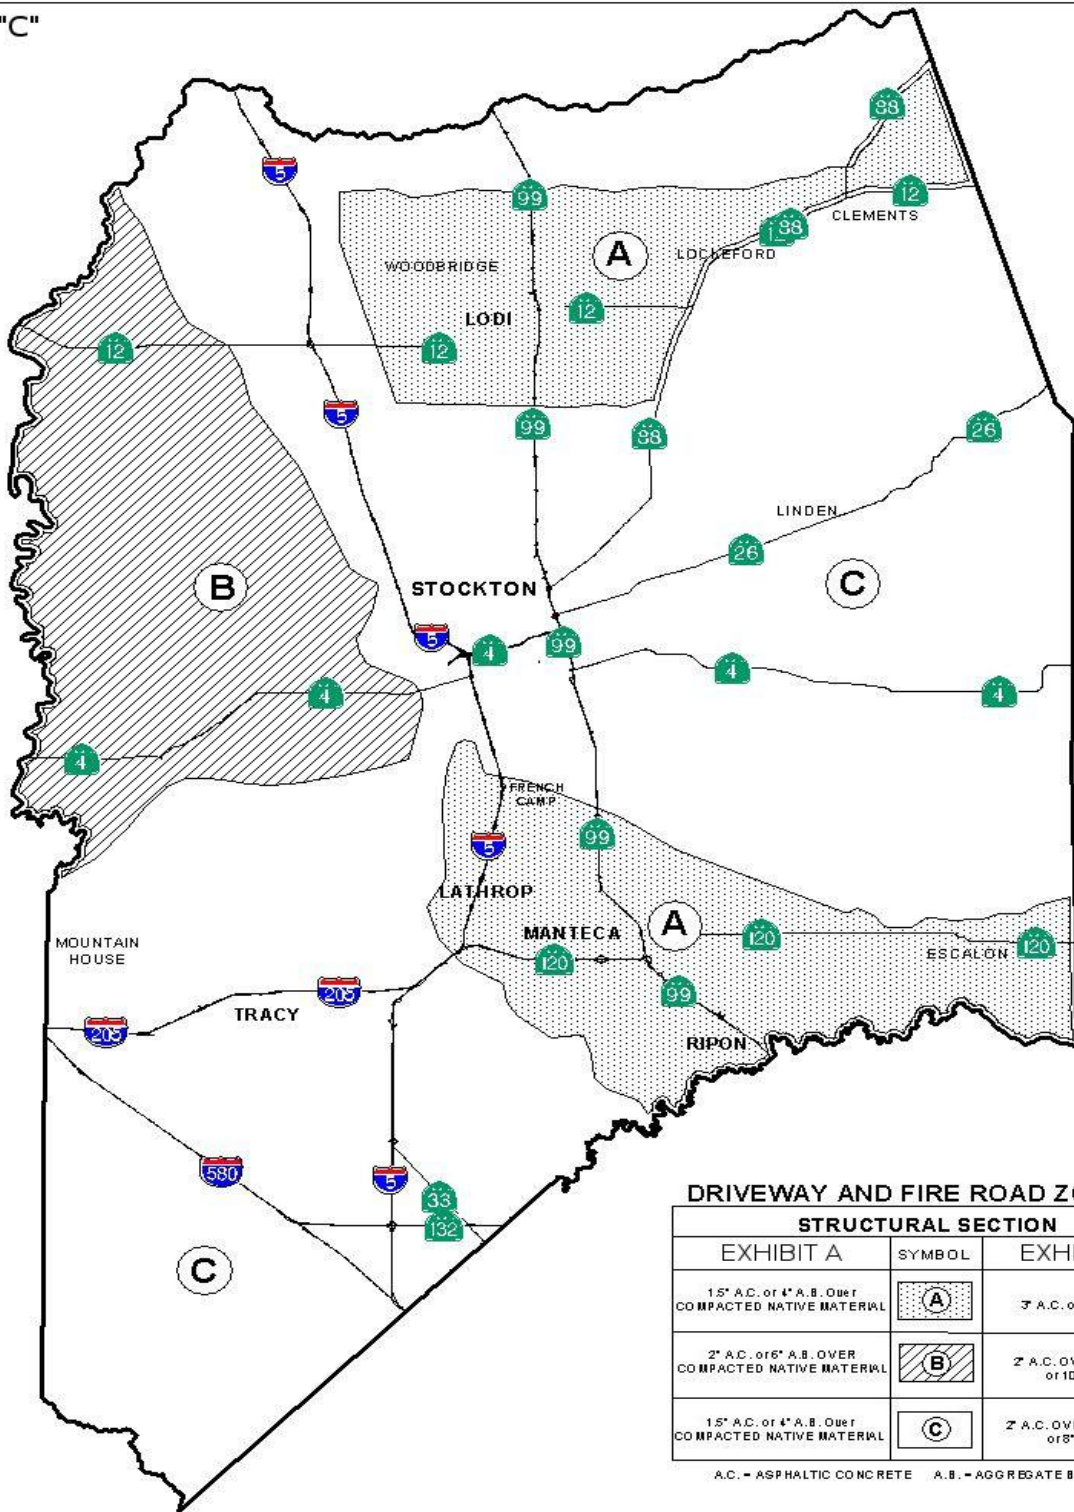 "C"
88
5
99
12
CLEMENTS
88
A
LOCKEFORD
WOODBRIDGE
12
LODI
12
12
5
99
88
26
LINDEN
26
B
STOCKTON
C
5
4
99
4
4
4
4
FRENCH
CAMP
99
5
LATHROP
A
MANTECA
120
120
MOUNTAIN
HOUSE
ESCALON
120
205
99
TRACY
205
RIPON
580
5
33
132
C
DRIVEWAY AND FIRE ROAD
STRUCTURAL SECTION
EXHIBIT A
SYMBOL
1.5" A.C. or 4" A.B. Over
COMPACTED NATIVE MATERIAL
A
3" A.C.
2" A.C. or 6" A.B. OVER
COMPACTED NATIVE MATERIAL
B
2" A.C.
or 10
1.5" A.C. or 4" A.B. Over
COMPACTED NATIVE MATERIAL
C
2" A.C.
or 8"
A.C. - ASPHALTIC CONCRETE A.B. - AGGREGATE